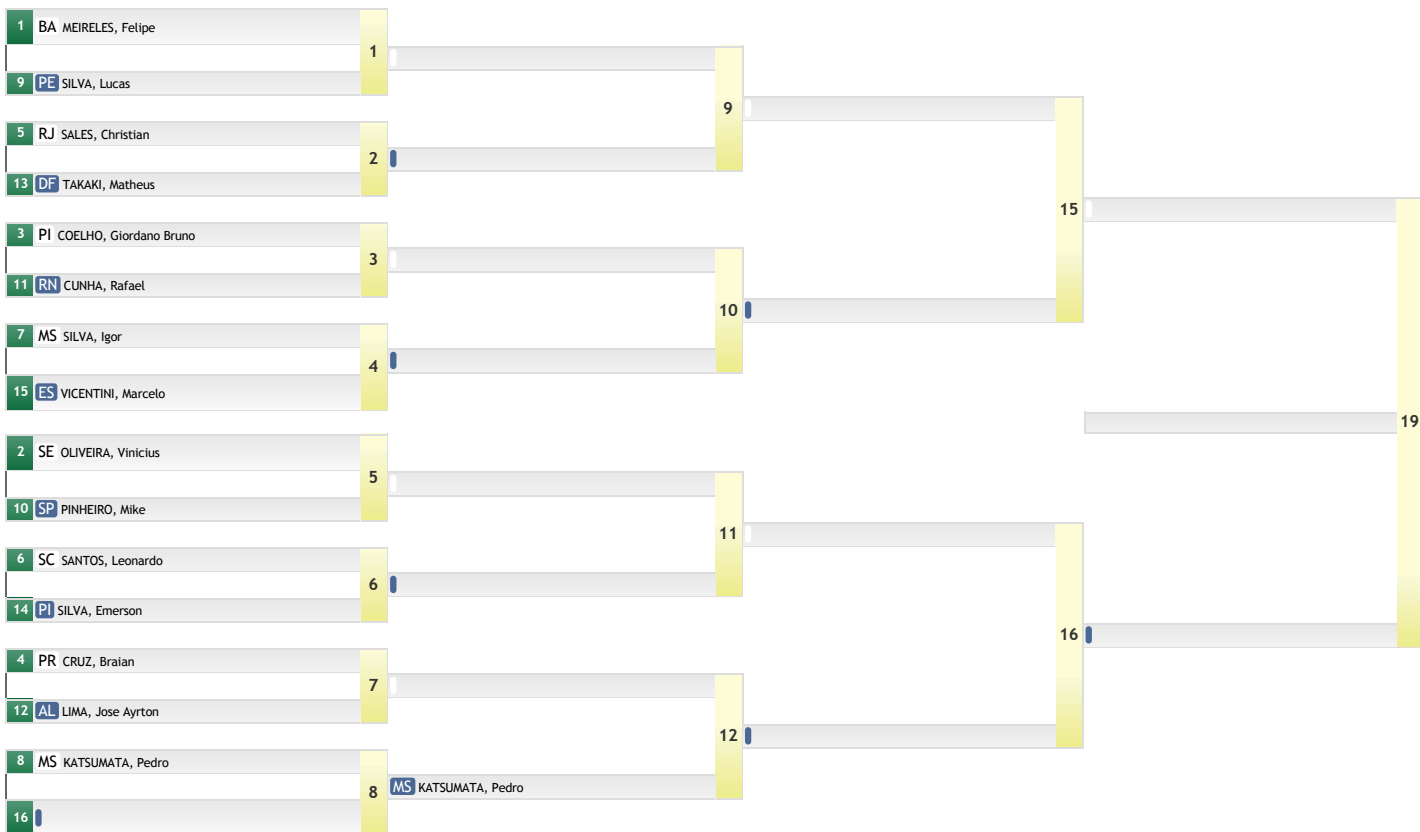 1 BA MEIRELES, Felipe
1
9 PE SILVA, Lucas
9
5 RJ SALES, Christian
2
13 DF TAKAKI, Matheus
15
3 PI COELHO, Giordano Bruno
3
11 RN CUNHA, Rafael
10
7 MS SILVA, Igor
4
15 ES VICENTINI, Marcelo
19
2 SE OLIVEIRA, Vinicius
5
10 SP PINHEIRO, Mike
11
6 SC SANTOS, Leonardo
6
14 PI SILVA, Emerson
16
4 PR CRUZ, Braian
7
12 AL LIMA, Jose Ayrton
12
8 MS KATSUMATA, Pedro
8 MS KATSUMATA, Pedro
16